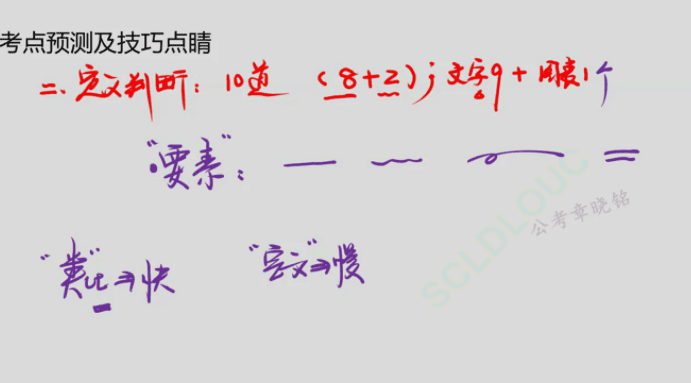 考点预测及技巧点睛
二、定义判断：10道 （8+2）；文字9+图表1个
“要素”：
SCLDLOUC
公考章晓铭
“类比”⇒快 “定义”⇒慢